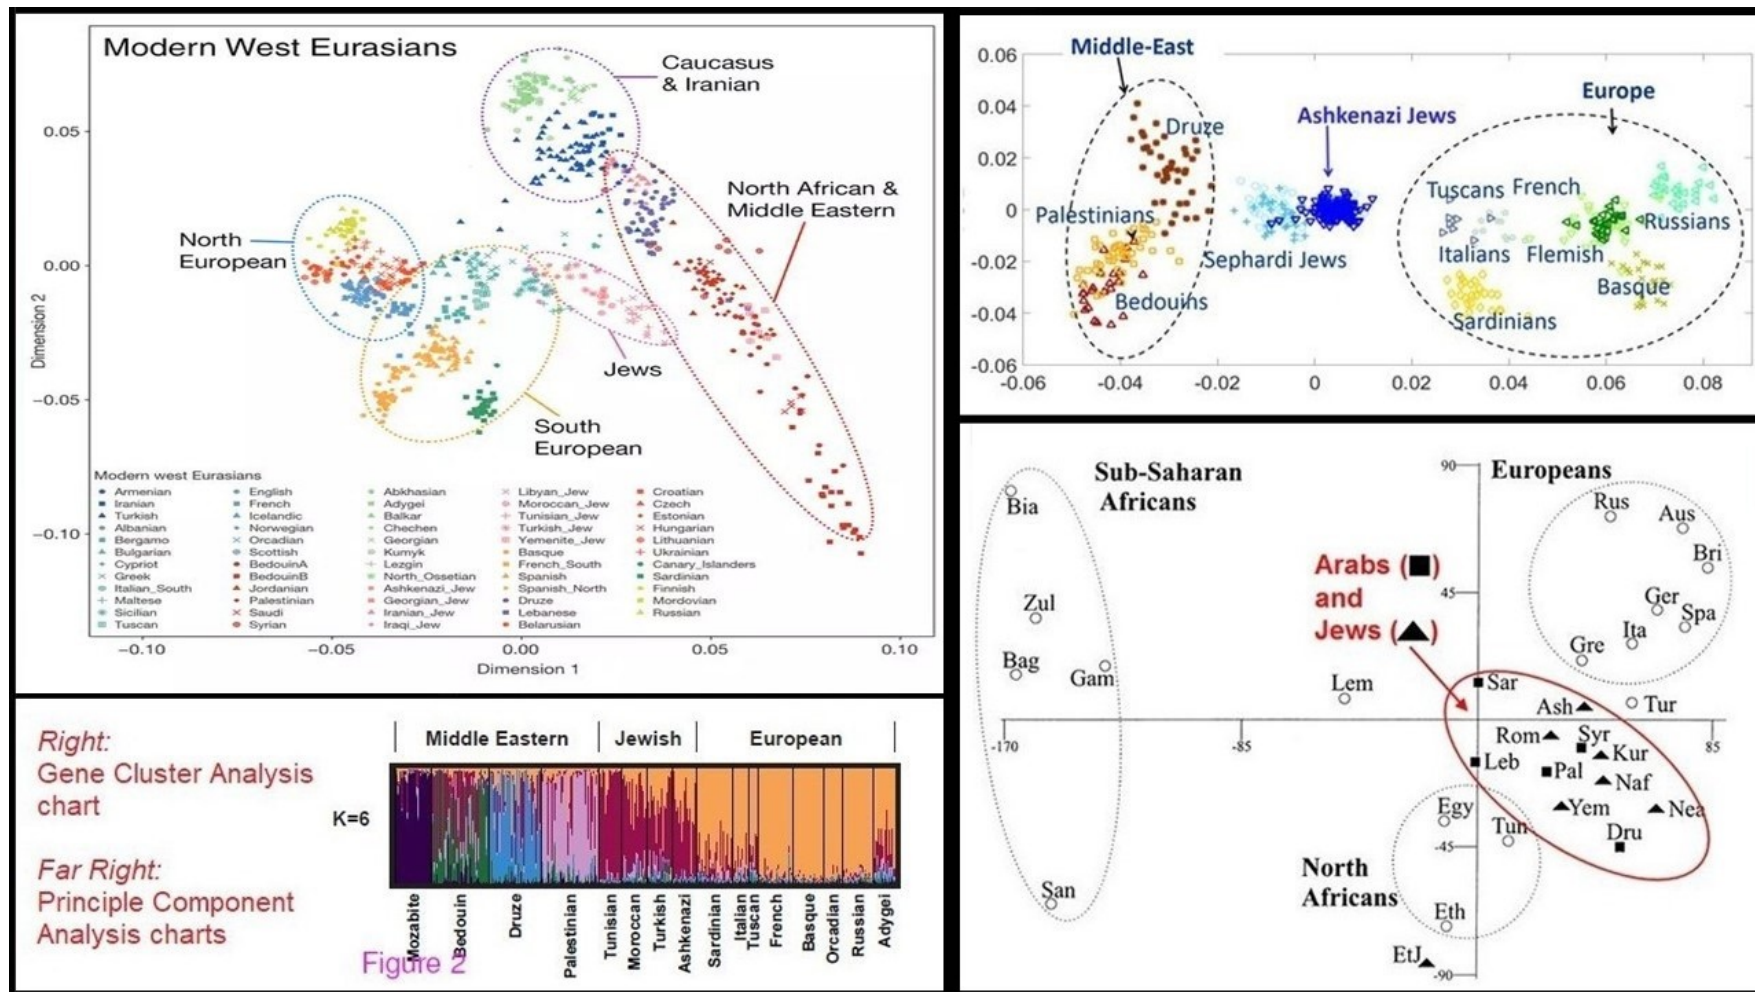 Modern West Eurasians
Caucasus
& Iranian
North African &
Middle Eastern
North
European
Jews
South
European
Dimension 2
0.05
0.00
−0.05
−0.10
Modern west Eurasians
Armenian
Iranian
Turkish
Albanian
Bergamo
Bulgarian
Cypriot
Greek
Italian_South
Maltese
Sicilian
Tuscan
English
French
Icelandic
Norwegian
Orcadian
Scottish
BedouinA
BedouinB
Jordanian
Palestinian
Saudi
Syrian
Abkhasian
Adygei
Balkar
Chechen
Georgian
Kumyk
Lezgin
North_Ossetian
Ashkenazi_Jew
Georgian_Jew
Iranian_Jew
Iraqi_Jew
Libyan_Jew
Moroccan_Jew
Tunisian_Jew
Turkish_Jew
Yemenite_Jew
Basque
French_South
Spanish
Spanish_North
Druze
Lebanese
Belarusian
Croatian
Czech
Estonian
Hungarian
Lithuanian
Ukrainian
Canary_Islanders
Sardinian
Finnish
Mordovian
Russian
−0.10
−0.05
0.00
0.05
0.10
Dimension 1
Middle-East
Ashkenazi Jews
Europe
Druze
Palestinians
Bedouins
Sephardi Jews
Tuscans French
Russians
Italians Flemish
Basque
Sardinians
0.06
0.04
0.02
0
-0.02
-0.04
-0.06
-0.06
-0.04
-0.02
0
0.02
0.04
0.06
0.08
Right:
Gene Cluster Analysis
chart
Far Right:
Principle Component
Analysis charts
K=6
Middle Eastern
Jewish
European
Mozabite
Bedouin
Druze
Palestinian
Tunisian
Moroccan
Turkish
Ashkenazi
Sardinian
Italian
Tuscan
French
Basque
Orcadian
Russian
Adygei
Figure 2
Sub-Saharan
Africans
Europeans
Arabs (■)
and
Jews (▲)
North
Africans
Bia
Zul
Bag
Gam
San
Lem
Rus
Aus
Bri
Ger
Spa
Ita
Gre
Tur
Sar
Ash
Rom
Syr
Kur
Leb
Pal
Naf
Yem
Nea
Dru
Egy
Tun
Eth
EtJ
90
45
-45
-90
-170
-85
85